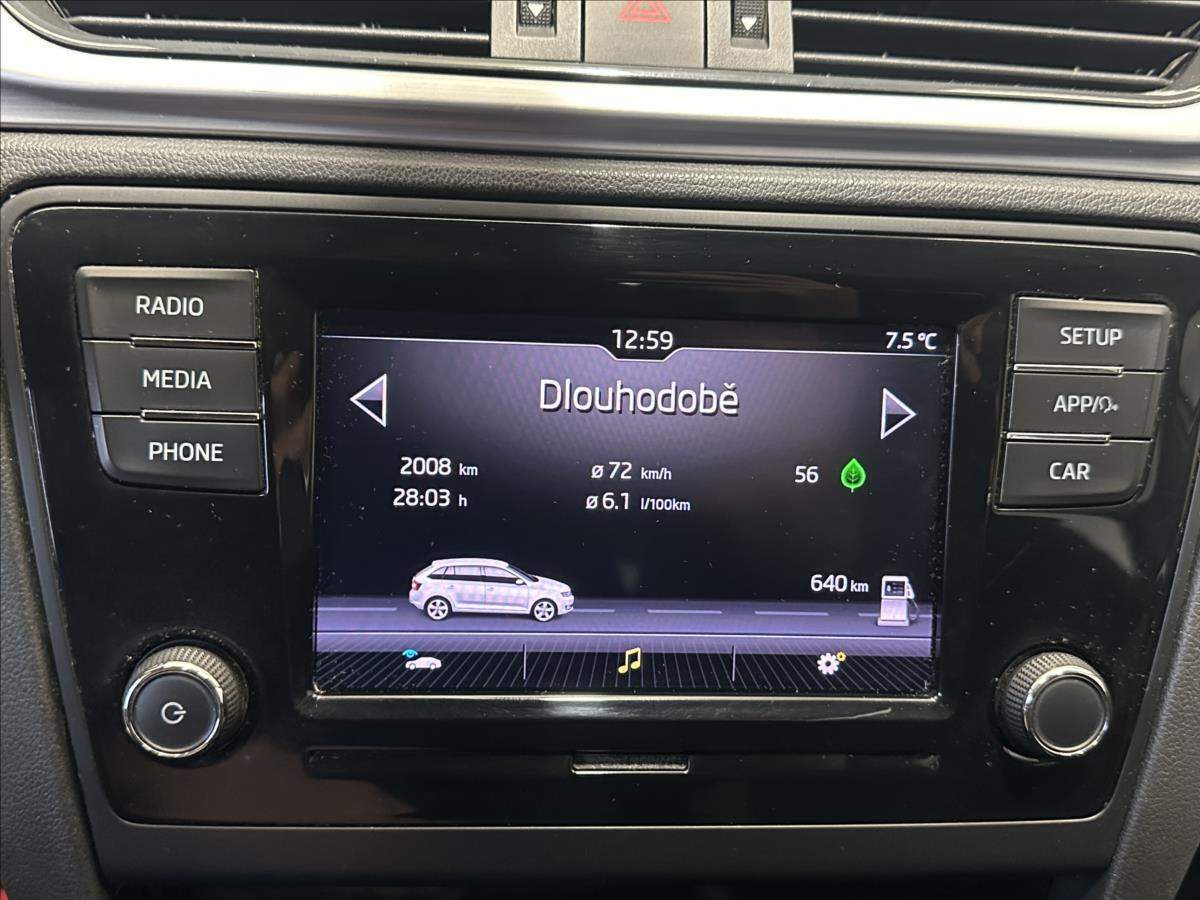 RADIO
MEDIA
PHONE
12:59
7.5 °C
Dlouhodobě
2008 km
28:03 h
ø 72 km/h
ø 6.1 l/100km
56
640 km
SETUP
APP/
CAR